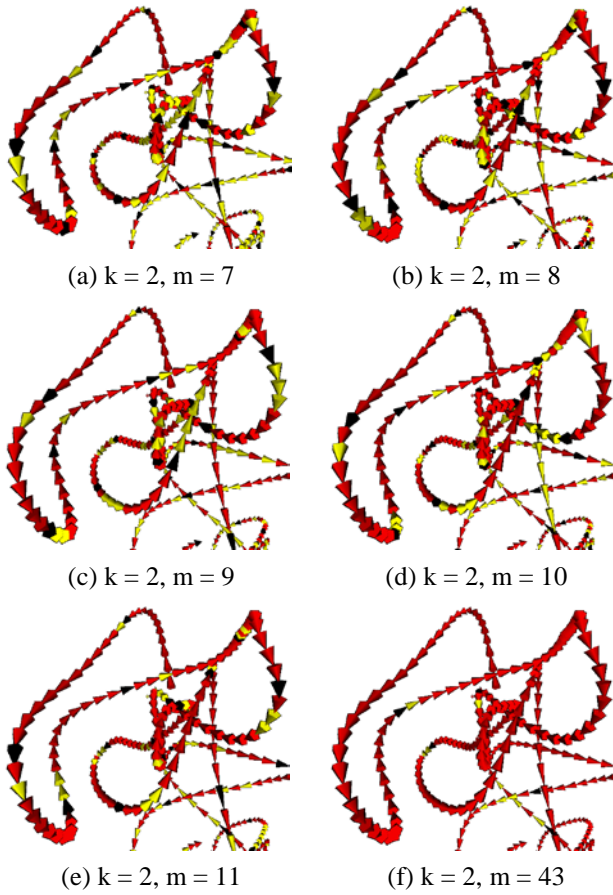 (a) k = 2, m = 7
(b) k = 2, m = 8
(c) k = 2, m = 9
(d) k = 2, m = 10
(e) k = 2, m = 11
(f) k = 2, m = 43